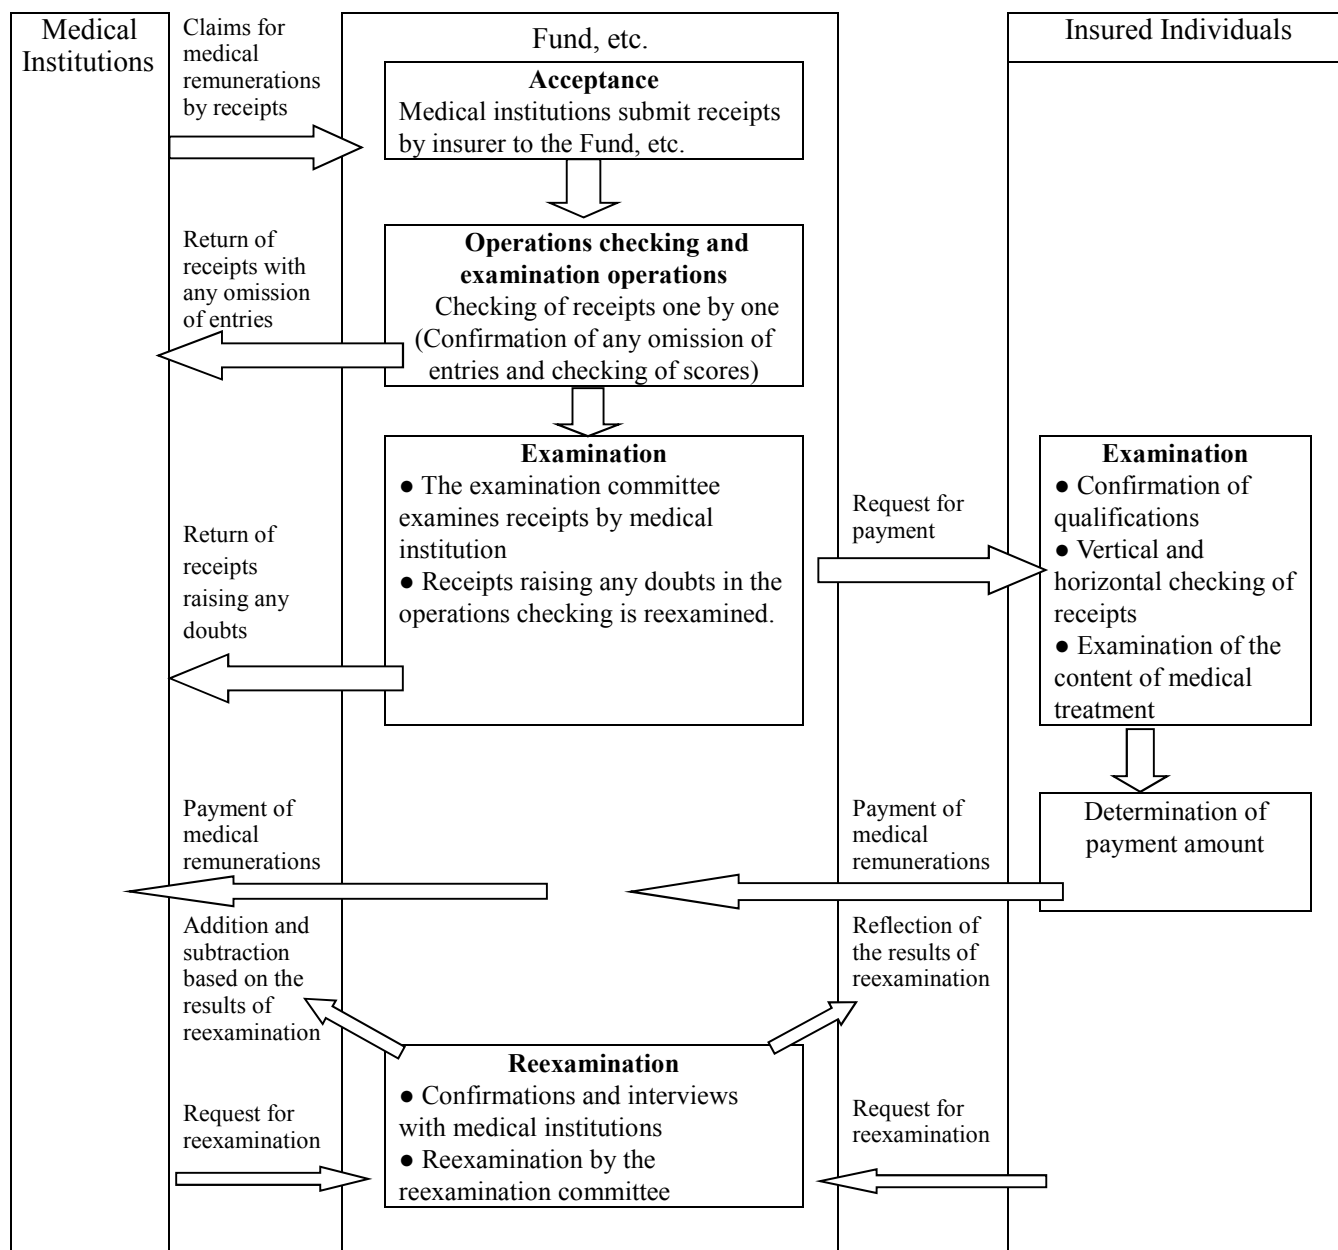 Medical
Institutions
Claims for
medical
remunerations
by receipts
Fund, etc.
Insured Individuals
Acceptance
Medical institutions submit receipts
by insurer to the Fund, etc.
Return of
receipts with
any omission
of entries
Operations checking and
examination operations
Checking of receipts one by one
(Confirmation of any omission of
entries and checking of scores)
Examination
● The examination committee
examines receipts by medical
institution
● Receipts raising any doubts in the
operations checking is reexamined.
Return of
receipts
raising any
doubts
Request for
payment
Examination
● Confirmation of
qualifications
● Vertical and
horizontal checking of
receipts
● Examination of the
content of medical
treatment
Payment of
medical
remunerations
Payment of
medical
remunerations
Determination of
payment amount
Addition and
subtraction
based on the
results of
reexamination
Reflection of
the results of
reexamination
Reexamination
● Confirmations and interviews
with medical institutions
● Reexamination by the
reexamination committee
Request for
reexamination
Request for
reexamination